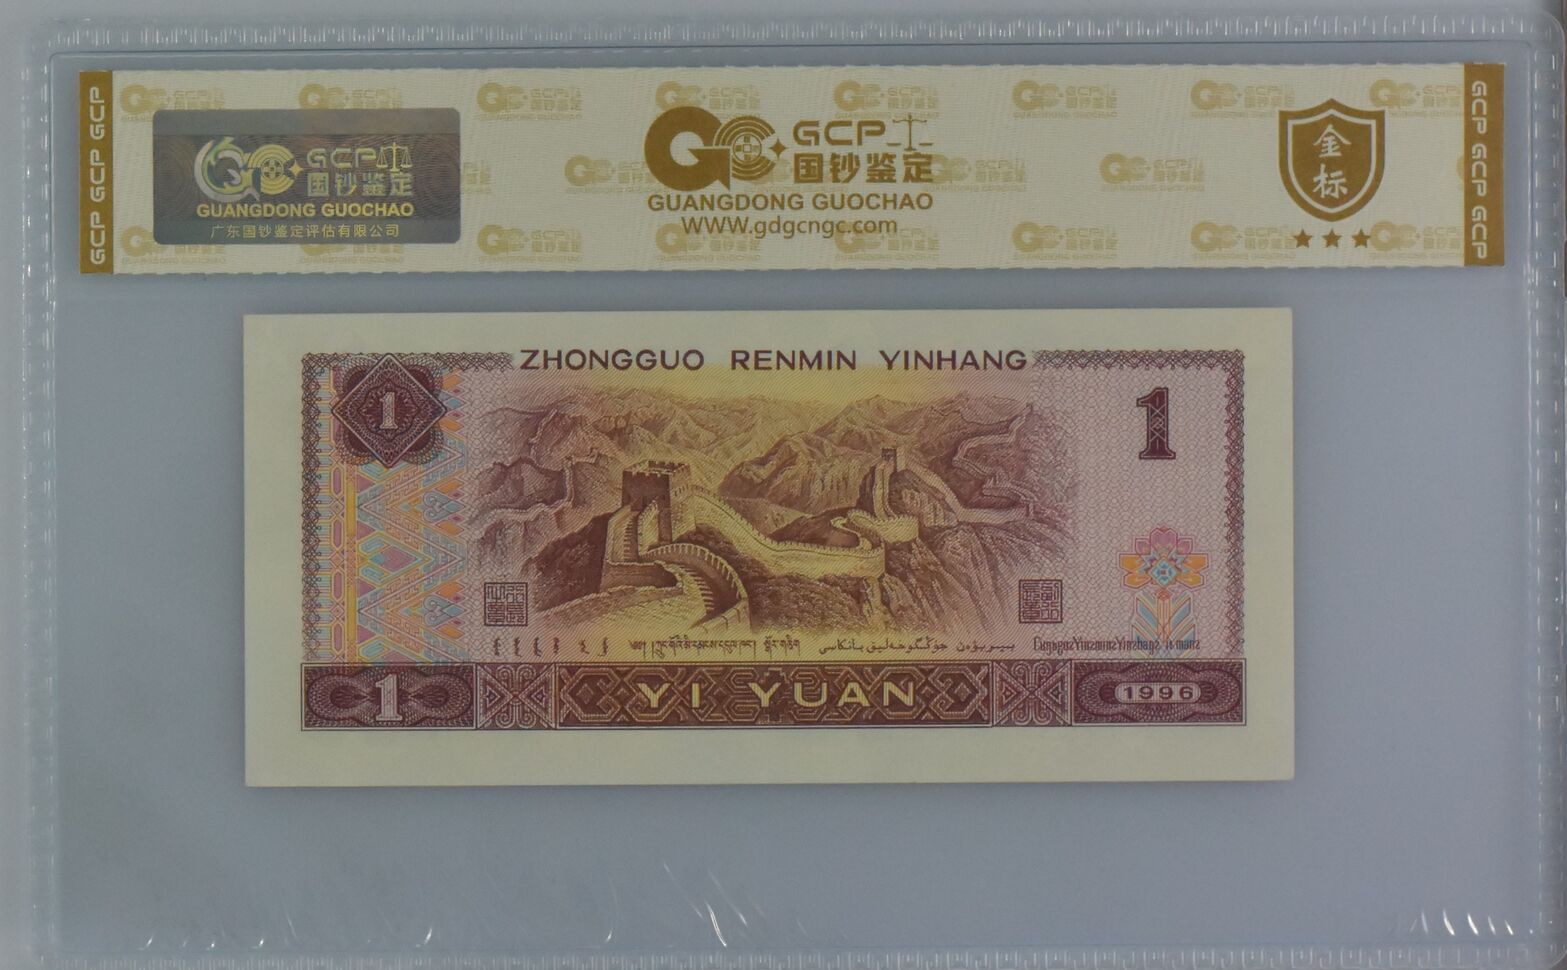 GCP GCP GCP
GCP
国钞鉴定
GUANGDONG GUOCHAO
广东国钞鉴定评估有限公司
GCP
国钞鉴定
GUANGDONG GUOCHAO
WWW.gdgcngc.com
金标
GCP GCP GCP
ZHONGGUO RENMIN YINHANG
1
1
1
YI YUAN
1996